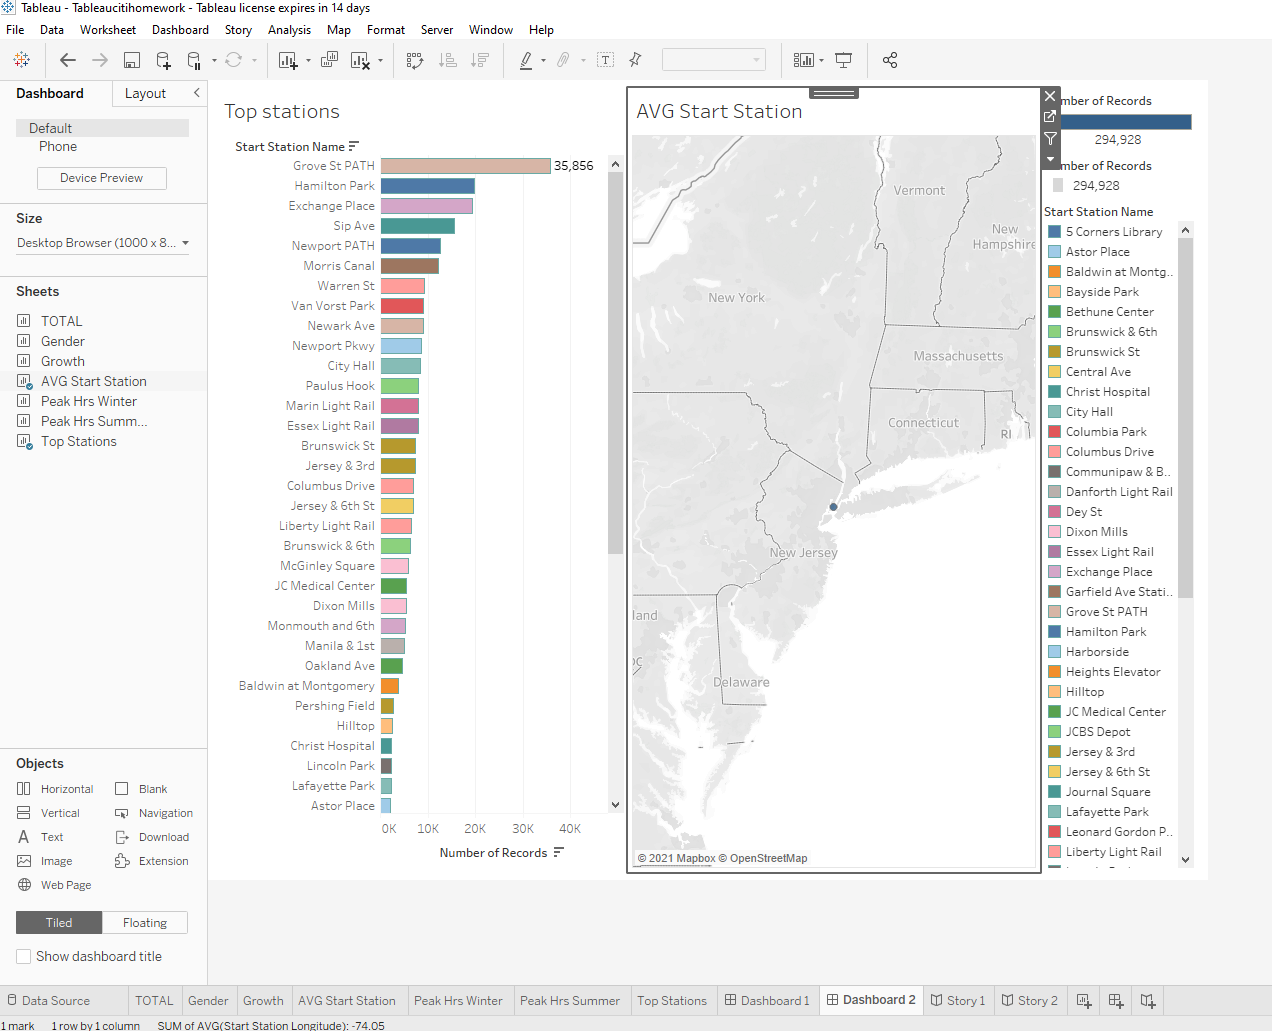 Tableau - Tableaucitihomework - Tableau license expires in 14 days
File Data Worksheet Dashboard Story Analysis Map Format Server Window Help
Dashboard Layout
Default
Phone
Device Preview
Size
Desktop Browser (1000 x 8...
Sheets
TOTAL
Gender
Growth
AVG Start Station
Peak Hrs Winter
Peak Hrs Summ...
Top Stations
Objects
Horizontal Blank
Vertical Navigation
Text Download
Image Extension
Web Page
Tiled Floating
Show dashboard title
Top stations
Start Station Name
Grove St PATH 35,856
Hamilton Park
Exchange Place
Sip Ave
Newport PATH
Morris Canal
Warren St
Van Vorst Park
Newark Ave
Newport Pkwy
City Hall
Paulus Hook
Marin Light Rail
Essex Light Rail
Brunswick St
Jersey & 3rd
Columbus Drive
Jersey & 6th St
Liberty Light Rail
Brunswick & 6th
McGinley Square
JC Medical Center
Dixon Mills
Monmouth and 6th
Manila & 1st
Oakland Ave
Baldwin at Montgomery
Pershing Field
Hilltop
Christ Hospital
Lincoln Park
Lafayette Park
Astor Place
0K 10K 20K 30K 40K
Number of Records
AVG Start Station
Vermont
New
Hampshire
New York
Massachusetts
Connecticut
RI
New Jersey
land
DC
Delaware
© 2021 Mapbox © OpenStreetMap
mber of Records
294,928
mber of Records
294,928
Start Station Name
5 Corners Library
Astor Place
Baldwin at Montg..
Bayside Park
Bethune Center
Brunswick & 6th
Brunswick St
Central Ave
Christ Hospital
City Hall
Columbia Park
Columbus Drive
Communipaw & B..
Danforth Light Rail
Dey St
Dixon Mills
Essex Light Rail
Exchange Place
Garfield Ave Stati..
Grove St PATH
Hamilton Park
Harborside
Heights Elevator
Hilltop
JC Medical Center
JCBS Depot
Jersey & 3rd
Jersey & 6th St
Journal Square
Lafayette Park
Leonard Gordon P..
Liberty Light Rail
Data Source TOTAL Gender Growth AVG Start Station Peak Hrs Winter Peak Hrs Summer Top Stations Dashboard 1 Dashboard 2 Story 1 Story 2
1 mark 1 row by 1 column SUM of AVG(Start Station Longitude): -74.05